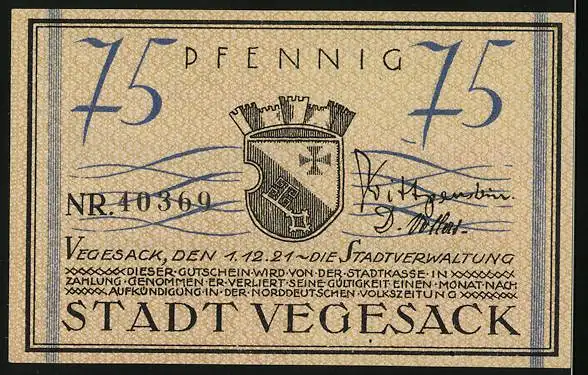 75 PFENNIG 75
NR. 40369
D.
VEGESACK, DEN 1.12.21~DIE STADTVERWALTUNG
DIESER·GUTSCHEIN·WIRD·VON·DER·STADTKASSE·IN
ZAHLUNG·GENOMMEN·ER·VERLIERT·SEINE·GÜLTIGKEIT·EINEN·MONAT·NACH
AUFKÜNDIGUNG·IN·DER·NORDDEUTSCHEN VOLKSZEITUNG
STADT VEGESACK